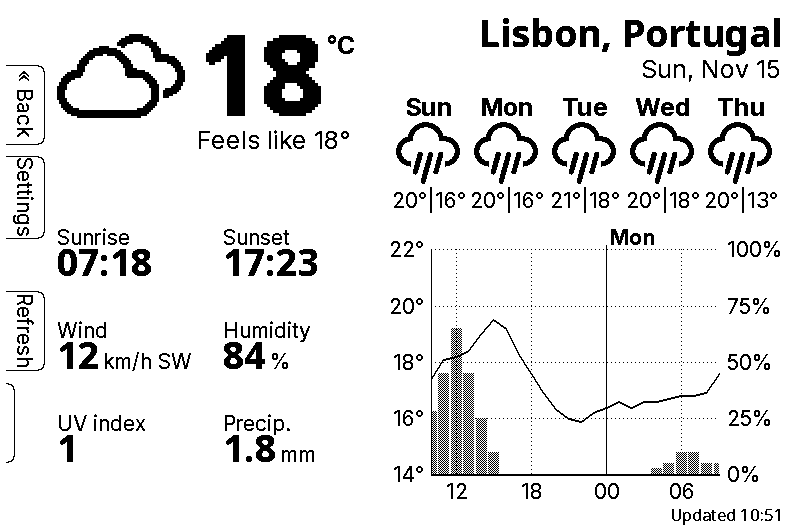 « Back
Settings
Refresh
18°C
Feels like 18°
Sunrise
07:18
Sunset
17:23
Wind
12 km/h SW
Humidity
84 %
UV index
1
Precip.
1.8 mm
Lisbon, Portugal
Sun, Nov 15
Sun Mon Tue Wed Thu
20°|16° 20°|16° 21°|18° 20°|18° 20°|13°
Mon
22° 100%
20° 75%
18° 50%
16° 25%
14° 0%
12 18 00 06
Updated 10:51